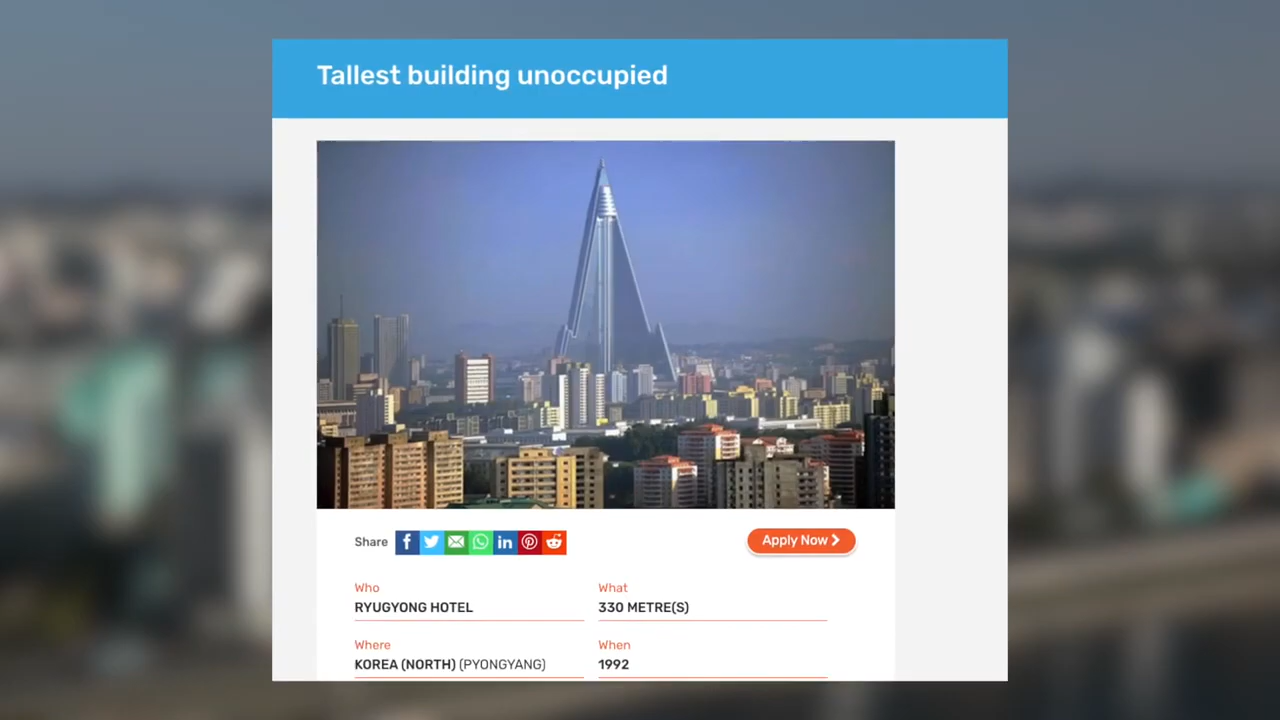 Tallest building unoccupied
Share
Apply Now
Who
What
RYUGYONG HOTEL
330 METRE(S)
Where
When
KOREA (NORTH) (PYONGYANG)
1992